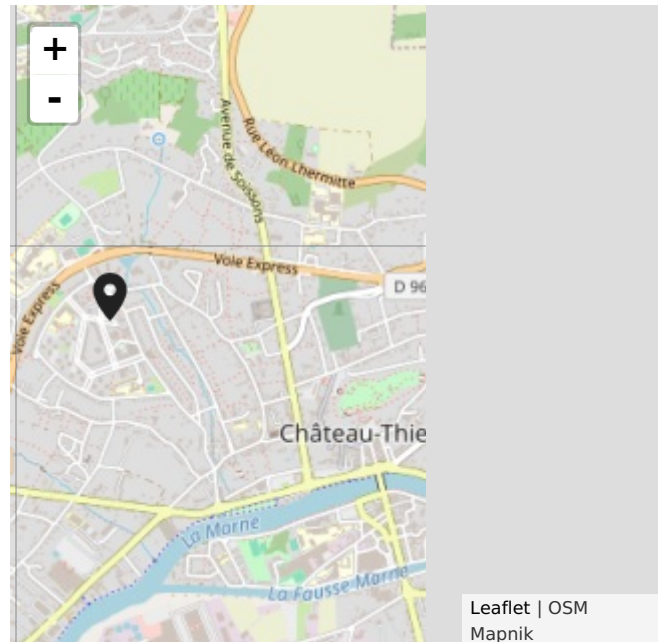 +
-
Avenue de Soissons
Rue Léon Lhermitte
Voie Express
Voie Express
D 96
Château-Thie
La Marne
La Fausse Marne
Leaflet | OSM
Mapnik